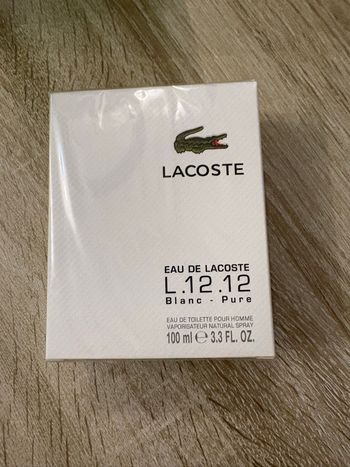 LACOSTE
EAU DE LACOSTE
L.12.12
Blanc - Pure
EAU DE TOILETTE POUR HOMME
VAPORISATEUR NATURAL SPRAY
100 ml ℮ 3.3 FL. OZ.